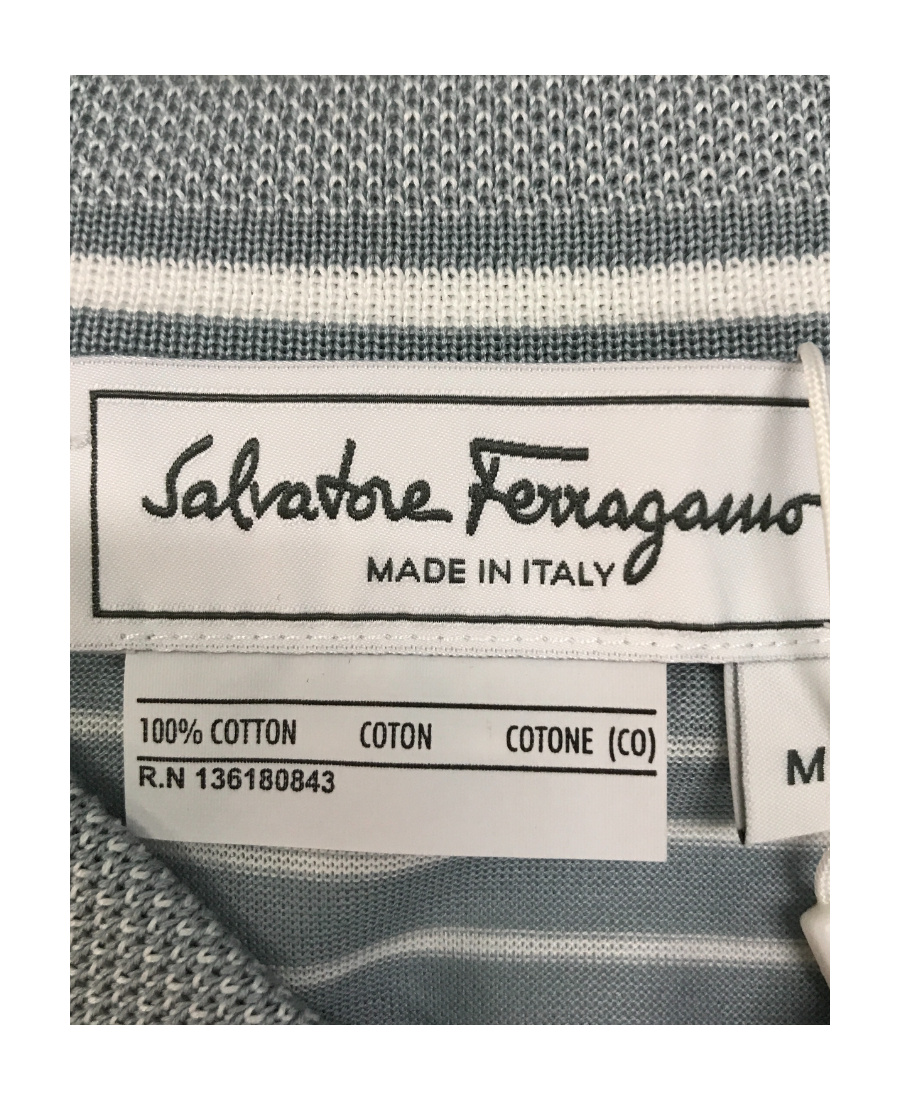 Salvatore Ferragamo
MADE IN ITALY
100% COTTON COTON COTONE (CO)
R.N 136180843
M